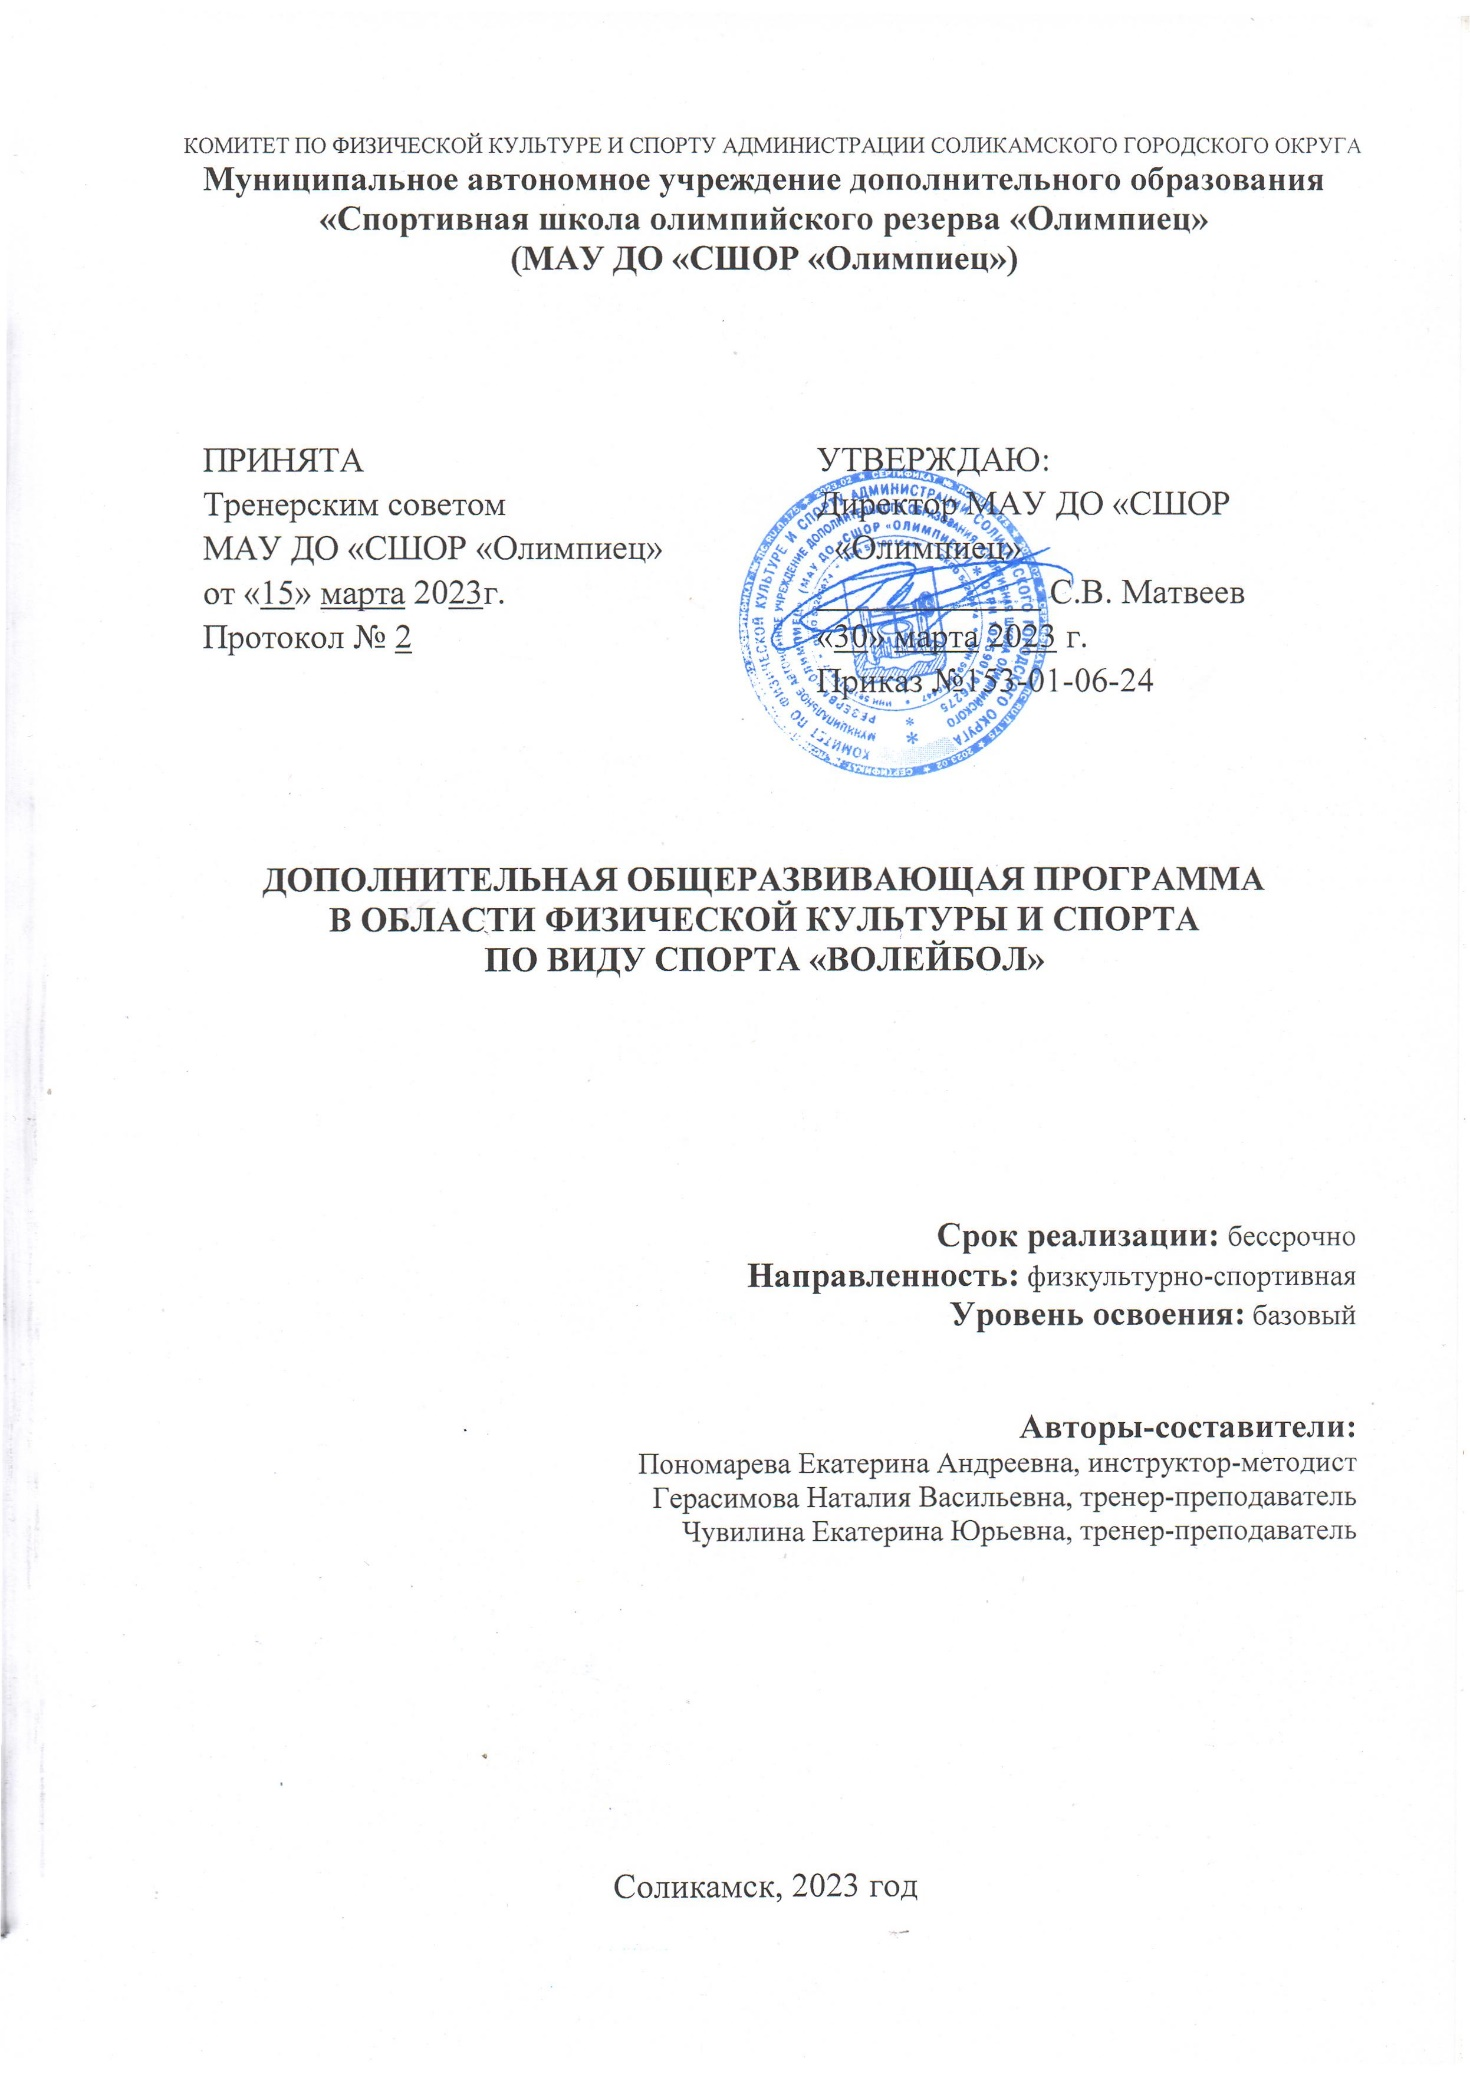 КОМИТЕТ ПО ФИЗИЧЕСКОЙ КУЛЬТУРЕ И СПОРТУ АДМИНИСТРАЦИИ СОЛИКАМСКОГО ГОРОДСКОГО ОКРУГА
Муниципальное автономное учреждение дополнительного образования
«Спортивная школа олимпийского резерва «Олимпиец»
(МАУ ДО «СШОР «Олимпиец»)
ПРИНЯТА
Тренерским советом
МАУ ДО «СШОР «Олимпиец»
от «15» марта 2023г.
Протокол № 2
УТВЕРЖДАЮ:
Директор МАУ ДО «СШОР
«Олимпиец»
С.В. Матвеев
«30» марта 2023 г.
Приказ №153-01-06-24
ДОПОЛНИТЕЛЬНАЯ ОБЩЕРАЗВИВАЮЩАЯ ПРОГРАММА
В ОБЛАСТИ ФИЗИЧЕСКОЙ КУЛЬТУРЫ И СПОРТА
ПО ВИДУ СПОРТА «ВОЛЕЙБОЛ»
Срок реализации: бессрочно
Направленность: физкультурно-спортивная
Уровень освоения: базовый
Авторы-составители:
Пономарева Екатерина Андреевна, инструктор-методист
Герасимова Наталия Васильевна, тренер-преподаватель
Чувилина Екатерина Юрьевна, тренер-преподаватель
Соликамск, 2023 год